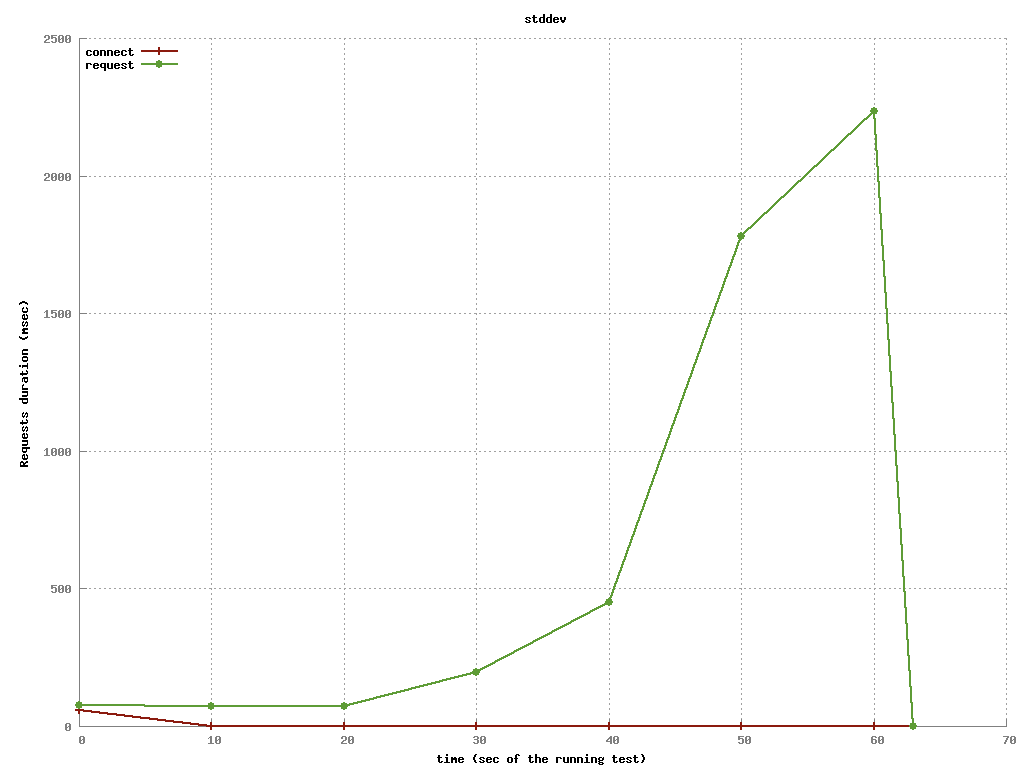 stddev
connect
request
2500
2000
1500
1000
500
0
Requests duration (msec)
0 10 20 30 40 50 60 70
time (sec of the running test)